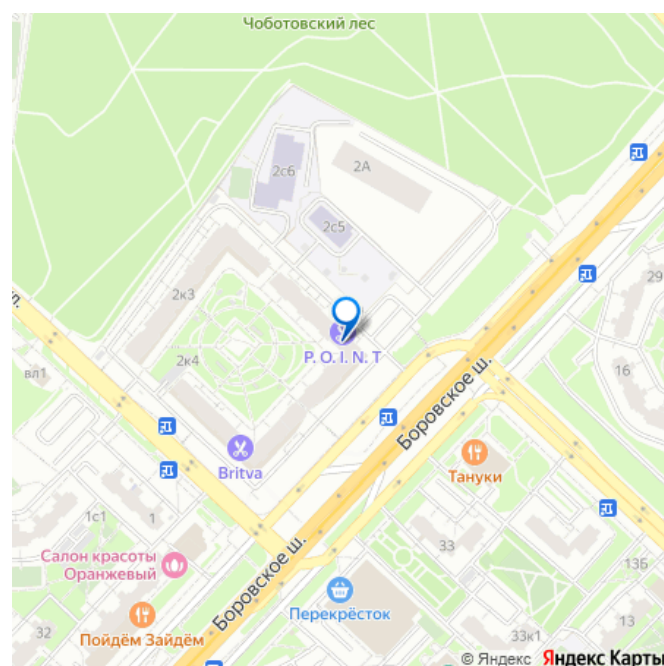 Чоботовский лес
2с6
2А
2с5
29
2к3
л.
16
P. O. I. N. T
2к4
вл1
Боровское ш.
Britva
Тануки
1с1
1
33
Салон красоты
Оранжевый
13Б
Боровское ш.
Перекрёсток
32
Пойдём Зайдём
13
33к1
© Яндекс Яндекс Карты